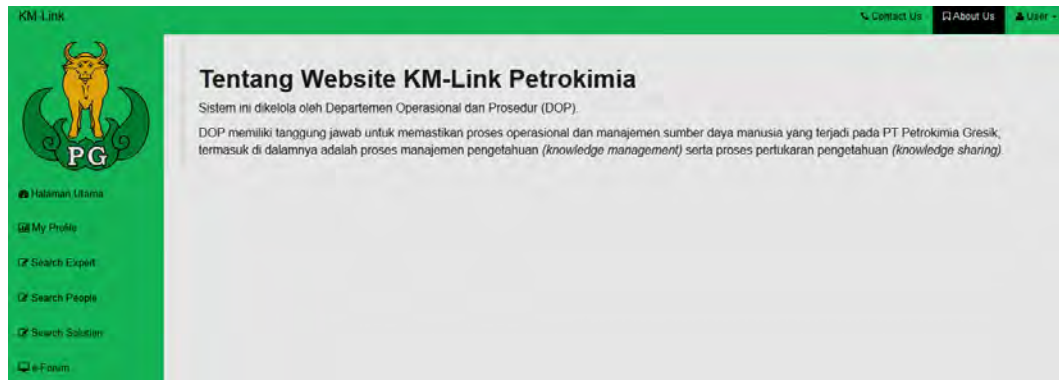 KM-Link
Contact Us
About Us
User
PG
Tentang Website KM-Link Petrokimia
Sistem ini dikelola oleh Departemen Operasional dan Prosedur (DOP).
DOP memiliki tanggung jawab untuk memastikan proses operasional dan manajemen sumber daya manusia yang terjadi pada PT Petrokimia Gresik,
termasuk di dalamnya adalah proses manajemen pengetahuan (knowledge management) serta proses pertukaran pengetahuan (knowledge sharing)
Halaman Utama
My Profile
Search Expert
Search People
Search Solution
e-Forum